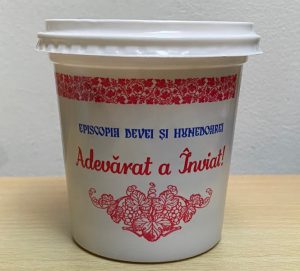 EPISCOPIA DEVEI ȘI HUNEDOAREI
Adevărat a Înviat!